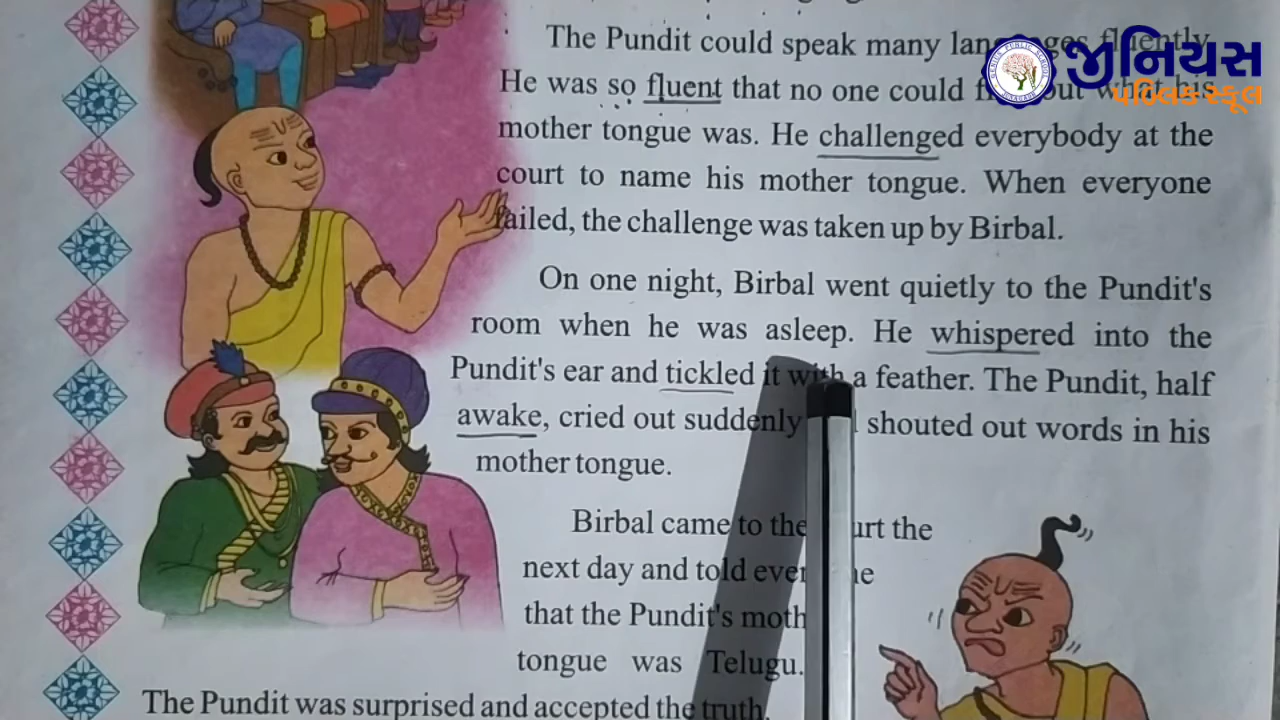 The Pundit could speak many languages fluently.
He was so fluent that no one could find out what his
mother tongue was. He challenged everybody at the
court to name his mother tongue. When everyone
failed, the challenge was taken up by Birbal.
On one night, Birbal went quietly to the Pundit's
room when he was asleep. He whispered into the
Pundit's ear and tickled it with a feather. The Pundit, half
awake, cried out suddenly shouted out words in his
mother tongue.
Birbal came to the court the
next day and told everyone
that the Pundit's moth
tongue was Telugu.
The Pundit was surprised and accepted the truth.
જીનિયસ
પબ્લિક સ્કૂલ